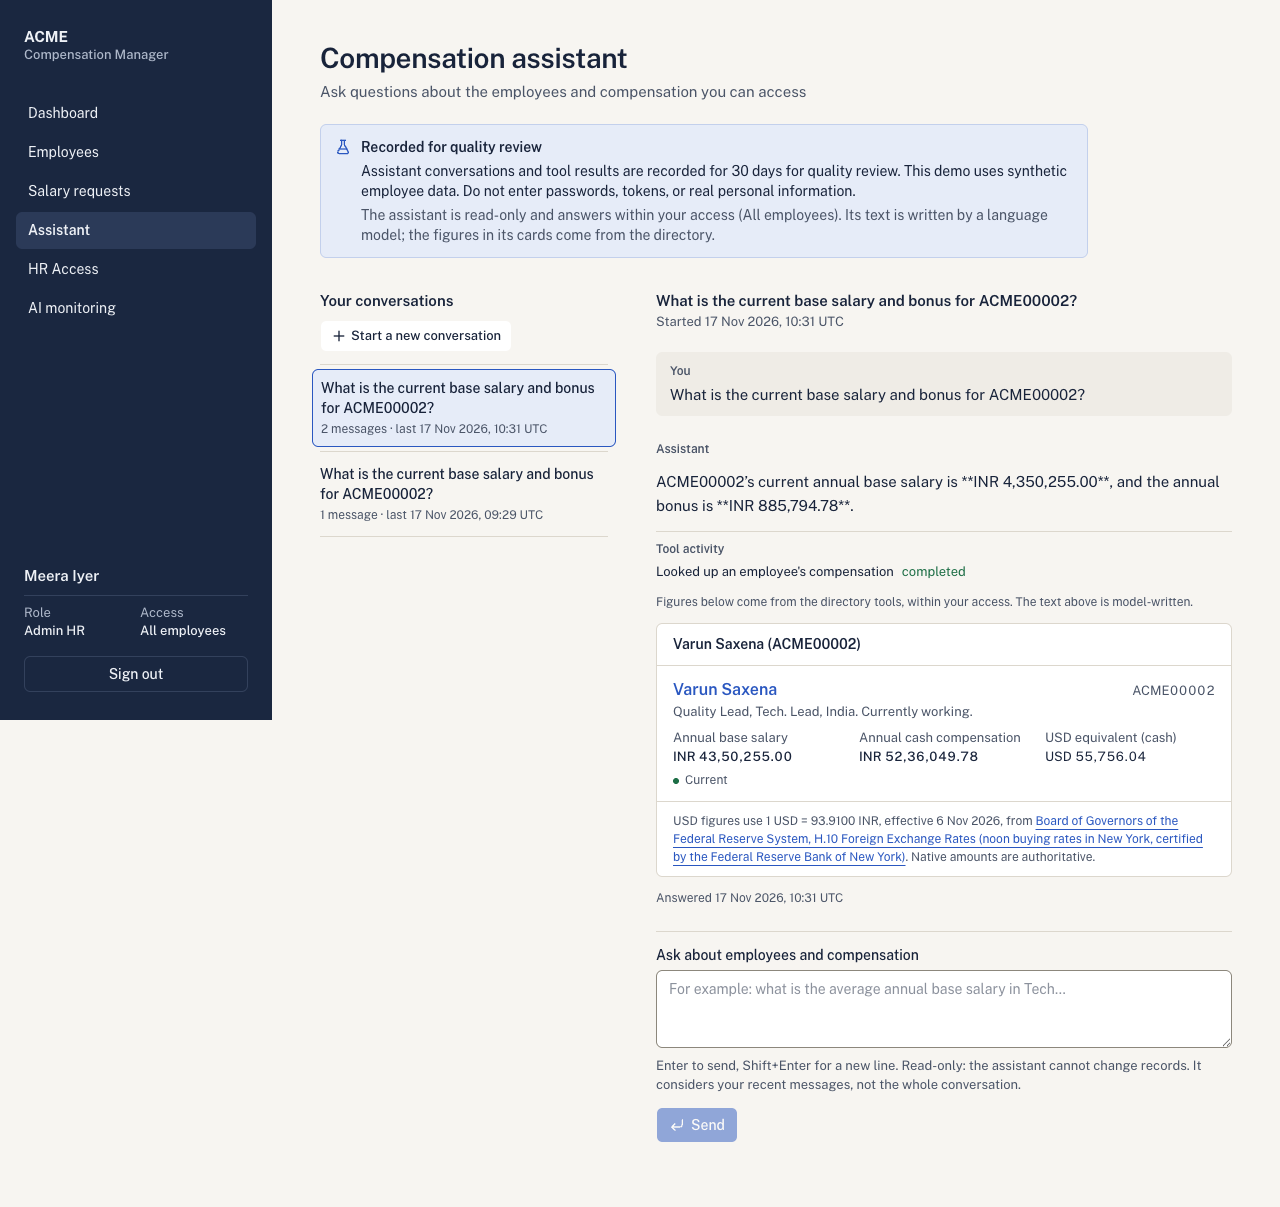 ACME
Compensation Manager
Dashboard
Employees
Salary requests
Assistant
HR Access
AI monitoring
Meera Iyer
Role
Access
Admin HR
All employees
Sign out
Compensation assistant
Ask questions about the employees and compensation you can access
Recorded for quality review
Assistant conversations and tool results are recorded for 30 days for quality review. This demo uses synthetic
employee data. Do not enter passwords, tokens, or real personal information.
The assistant is read-only and answers within your access (All employees). Its text is written by a language
model; the figures in its cards come from the directory.
Your conversations
Start a new conversation
What is the current base salary and bonus
for ACME00002?
2 messages · last 17 Nov 2026, 10:31 UTC
What is the current base salary and bonus
for ACME00002?
1 message · last 17 Nov 2026, 09:29 UTC
What is the current base salary and bonus for ACME00002?
Started 17 Nov 2026, 10:31 UTC
You
What is the current base salary and bonus for ACME00002?
Assistant
ACME00002's current annual base salary is **INR 4,350,255.00**, and the annual
bonus is **INR 885,794.78**.
Tool activity
Looked up an employee's compensation completed
Figures below come from the directory tools, within your access. The text above is model-written.
Varun Saxena (ACME00002)
Varun Saxena
ACME00002
Quality Lead, Tech. Lead, India. Currently working.
Annual base salary
Annual cash compensation
USD equivalent (cash)
INR 43,50,255.00
INR 52,36,049.78
USD 55,756.04
Current
USD figures use 1 USD = 93.9100 INR, effective 6 Nov 2026, from Board of Governors of the
Federal Reserve System, H.10 Foreign Exchange Rates (noon buying rates in New York, certified
by the Federal Reserve Bank of New York). Native amounts are authoritative.
Answered 17 Nov 2026, 10:31 UTC
Ask about employees and compensation
For example: what is the average annual base salary in Tech...
Enter to send, Shift+Enter for a new line. Read-only: the assistant cannot change records. It
considers your recent messages, not the whole conversation.
Send